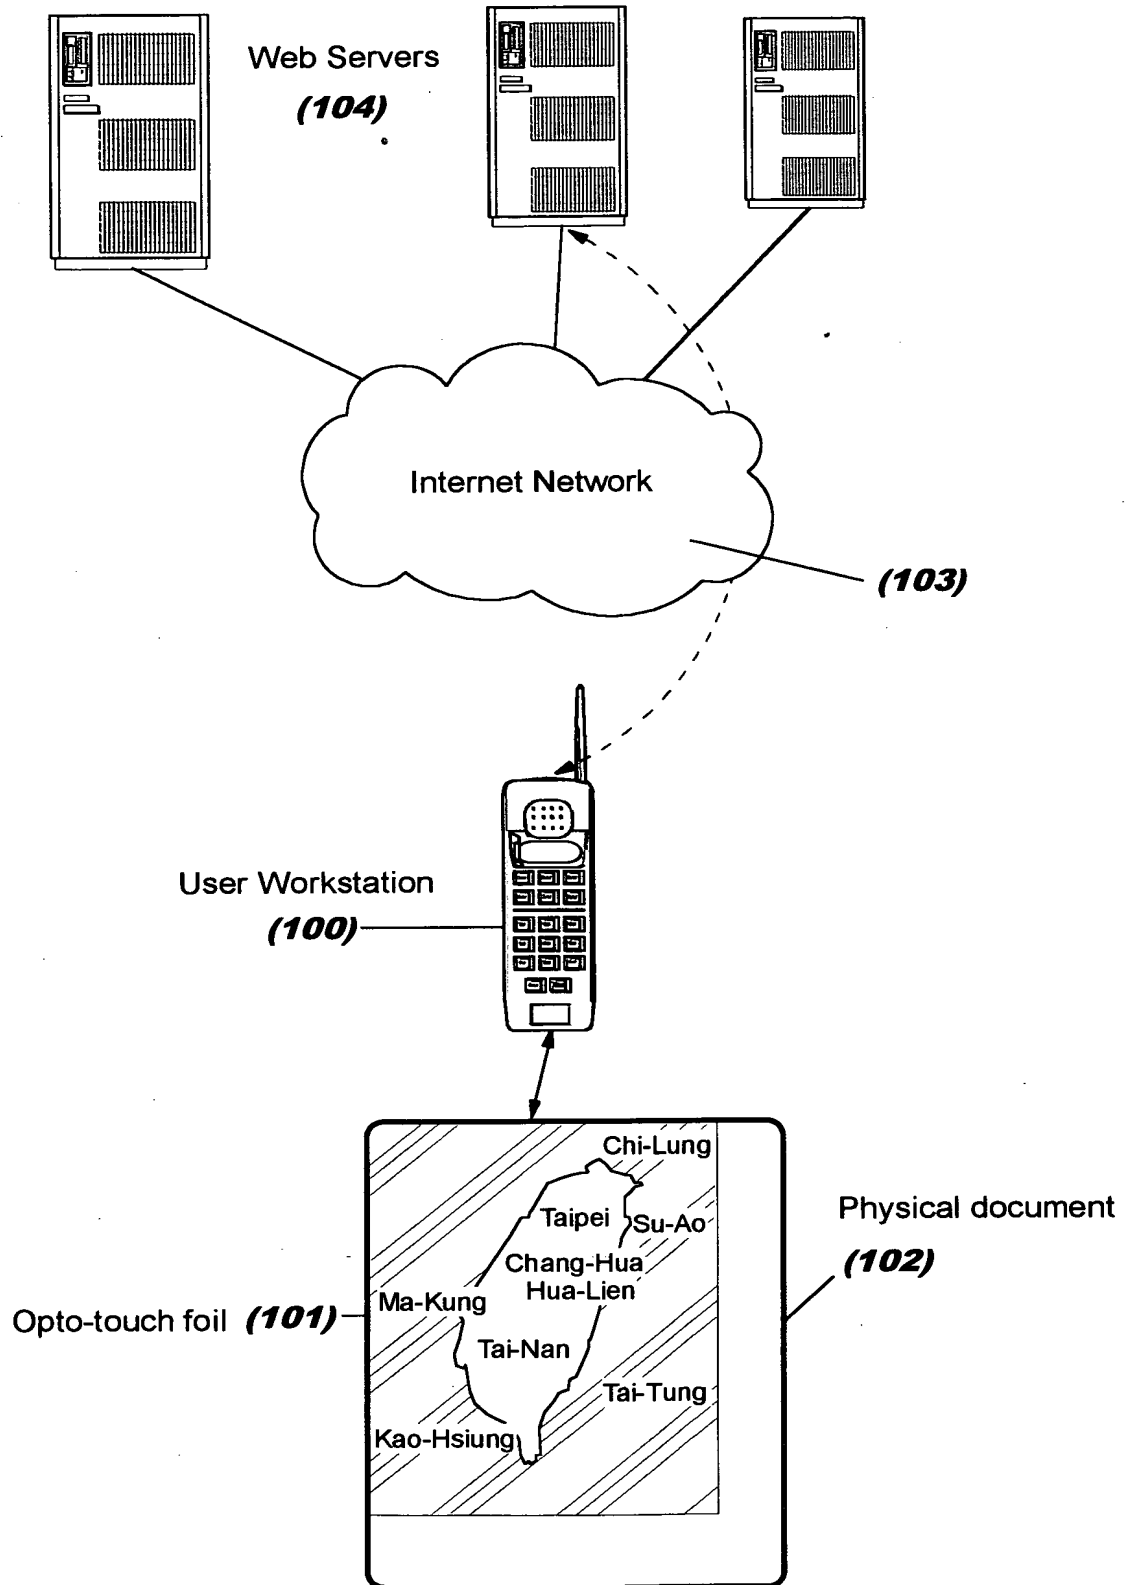 Web Servers
(104)
Internet Network
(103)
User Workstation
(100)
Chi-Lung
Taipei
Su-Ao
Chang-Hua
Hua-Lien
Ma-Kung
Tai-Nan
Tai-Tung
Kao-Hsiung
Physical document
(102)
Opto-touch foil (101)